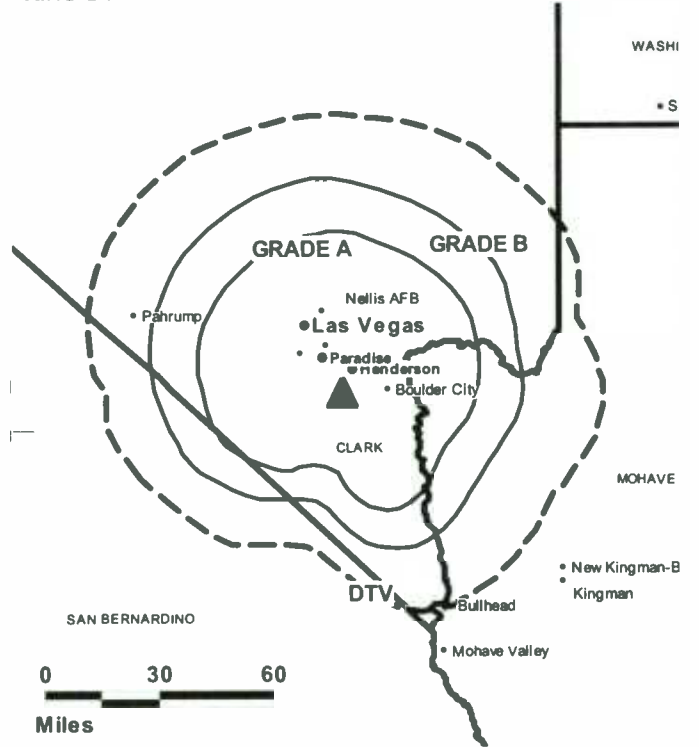 WASHI
S
GRADE A
GRADE B
Nellis AFB
Pahrump
Las Vegas
Paradise
Henderson
Boulder City
CLARK
MOHAVE
New Kingman-B
Kingman
DTV
Bullhead
SAN BERNARDINO
Mohave Valley
0 30 60
Miles